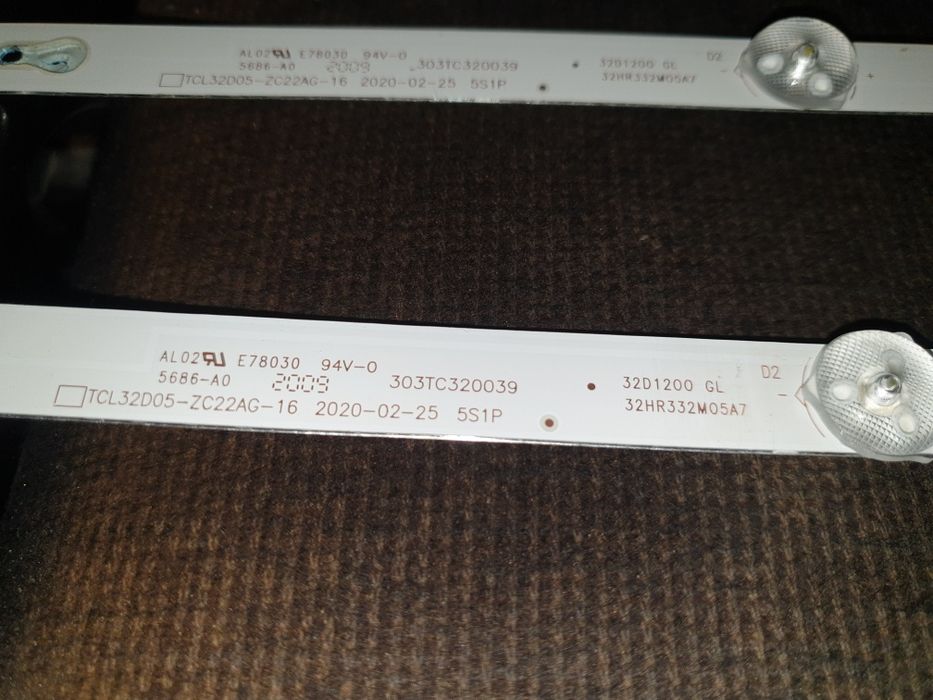 AL02 E78030 94V-0
5686-A0 2009 303TC320039 32D1200 GL D2 -
TCL32D05-ZC22AG-16 2020-02-25 5S1P 32HR332M05A7 +
AL02 E78030 94V-0
5686-A0 2009 303TC320039 32D1200 GL D2 -
TCL32D05-ZC22AG-16 2020-02-25 5S1P 32HR332M05A7